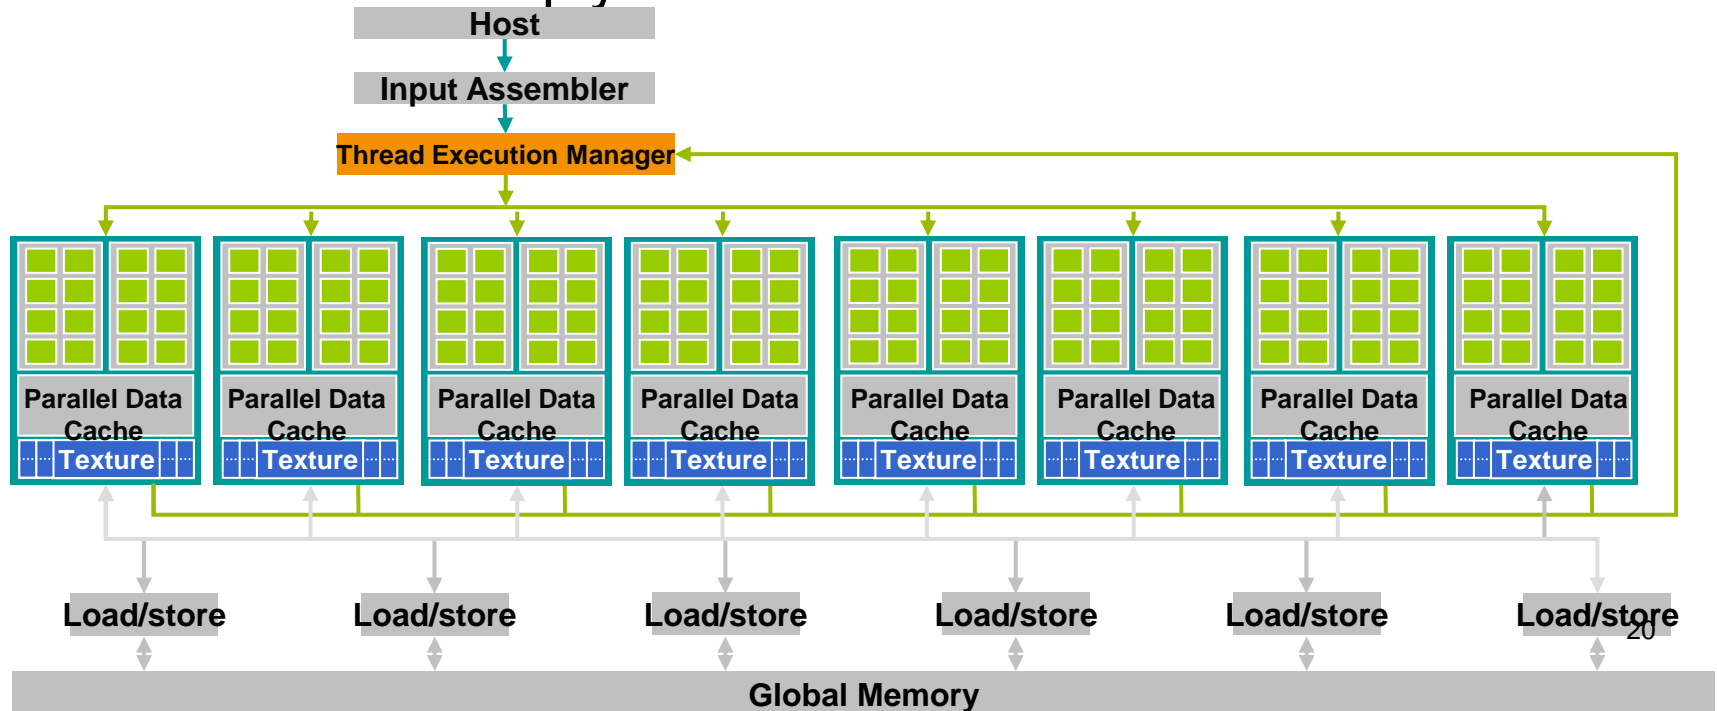 Host
Input Assembler
Thread Execution Manager
Parallel Data
Cache
Texture
Parallel Data
Cache
Texture
Parallel Data
Cache
Texture
Parallel Data
Cache
Texture
Parallel Data
Cache
Texture
Parallel Data
Cache
Texture
Parallel Data
Cache
Texture
Parallel Data
Cache
Texture
Load/store
Load/store
Load/store
Load/store
Load/store
Load/store
20
Global Memory